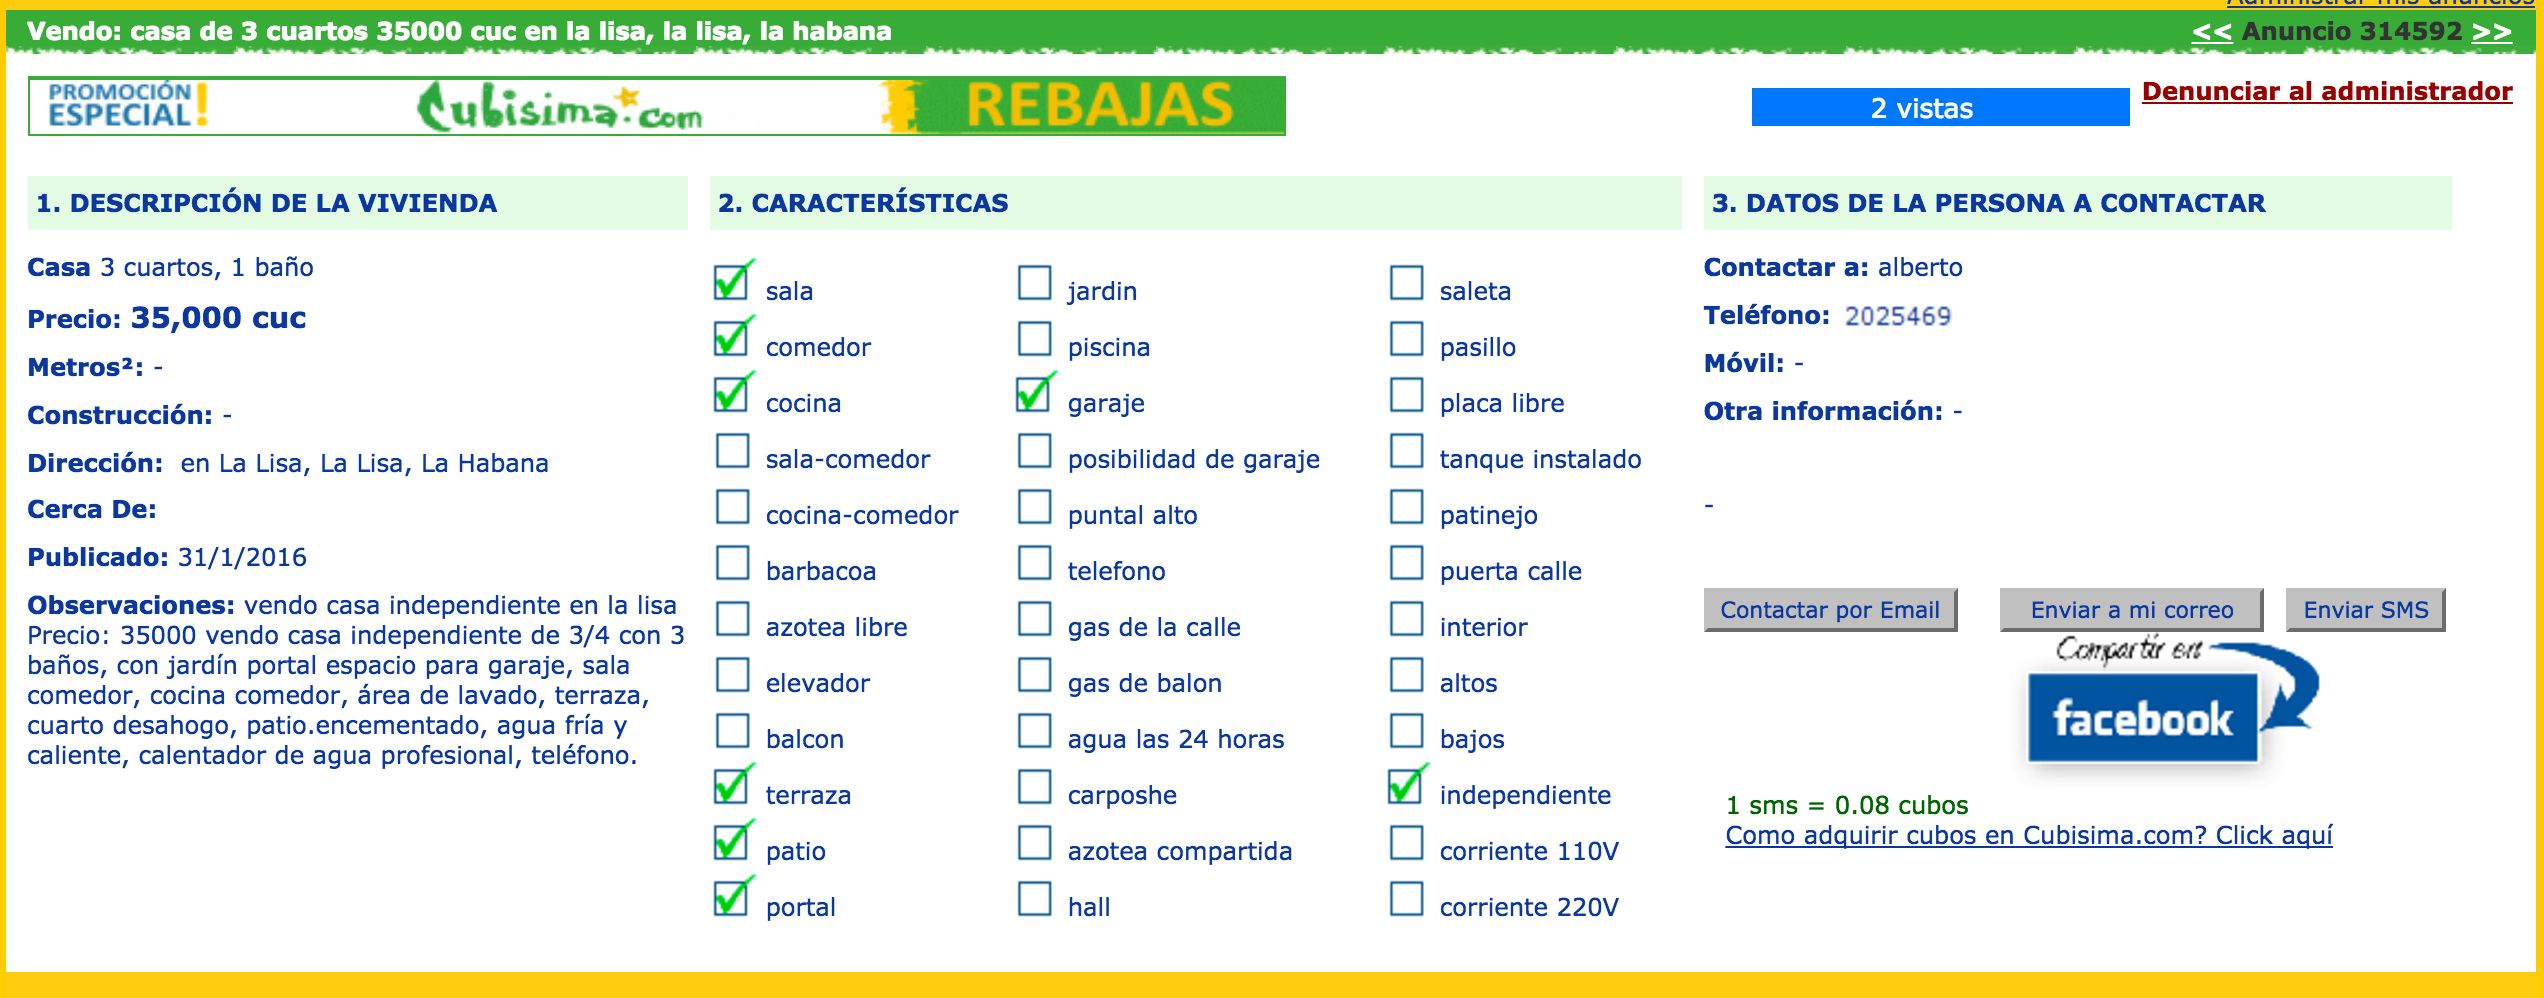 Administrar mis anuncios
Vendo: casa de 3 cuartos 35000 cuc en la lisa, la lisa, la habana
<< Anuncio 314592 >>
PROMOCIÓN
ESPECIAL!
Cubisima.com
REBAJAS
2 vistas
Denunciar al administrador
1. DESCRIPCIÓN DE LA VIVIENDA
Casa 3 cuartos, 1 baño
Precio: 35,000 cuc
Metros²: -
Construcción: -
Dirección: en La Lisa, La Lisa, La Habana
Cerca De:
Publicado: 31/1/2016
Observaciones: vendo casa independiente en la lisa
Precio: 35000 vendo casa independiente de 3/4 con 3
baños, con jardín portal espacio para garaje, sala
comedor, cocina comedor, área de lavado, terraza,
cuarto desahogo, patio.encementado, agua fría y
caliente, calentador de agua profesional, teléfono.
2. CARACTERÍSTICAS
sala
comedor
cocina
sala-comedor
cocina-comedor
barbacoa
azotea libre
elevador
balcon
terraza
patio
portal
jardin
piscina
garaje
posibilidad de garaje
puntal alto
telefono
gas de la calle
gas de balon
agua las 24 horas
carposhe
azotea compartida
hall
saleta
pasillo
placa libre
tanque instalado
patinejo
puerta calle
interior
altos
bajos
independiente
corriente 110V
corriente 220V
3. DATOS DE LA PERSONA A CONTACTAR
Contactar a: alberto
Teléfono: 2025469
Móvil: -
Otra información: -
-
Contactar por Email
Enviar a mi correo
Enviar SMS
Compartir en
facebook
1 sms = 0.08 cubos
Como adquirir cubos en Cubisima.com? Click aquí